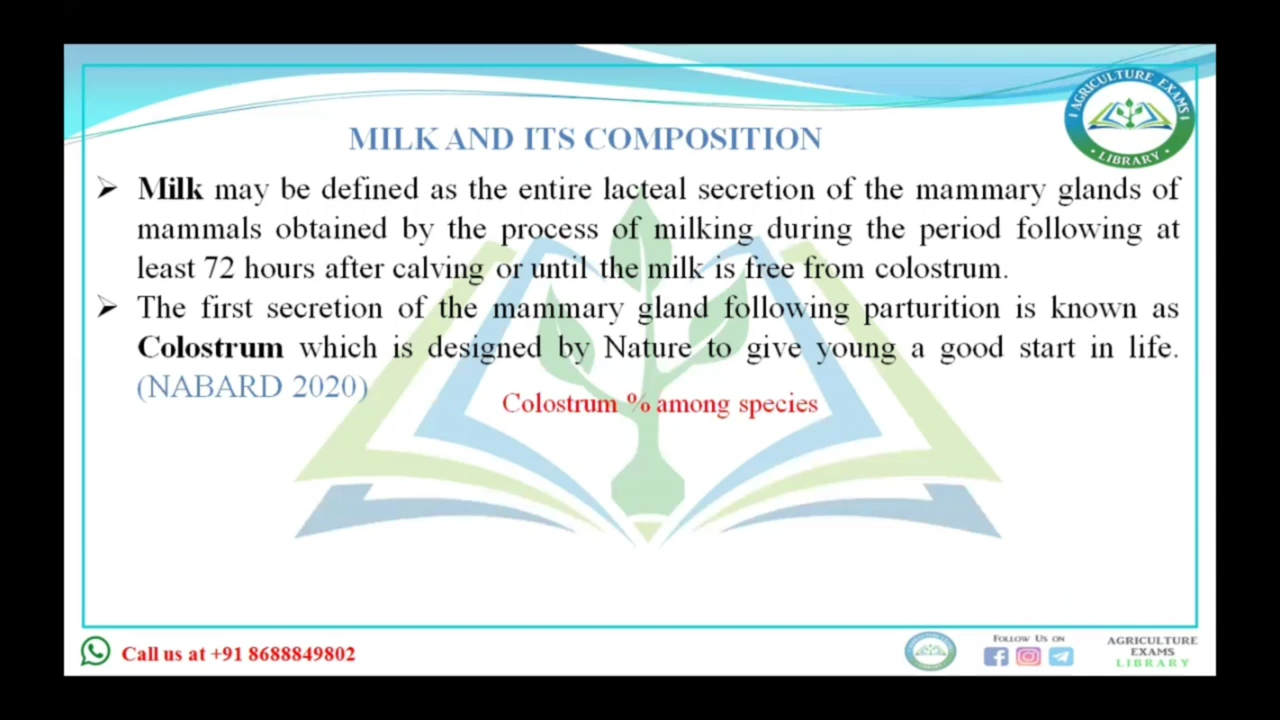 AGRICULTURE EXAMS
LIBRARY
MILK AND ITS COMPOSITION
➢ Milk may be defined as the entire lacteal secretion of the mammary glands of
mammals obtained by the process of milking during the period following at
least 72 hours after calving or until the milk is free from colostrum.
➢ The first secretion of the mammary gland following parturition is known as
Colostrum which is designed by Nature to give young a good start in life.
(NABARD 2020)
Colostrum % among species
Call us at +91 8688849802
FOLLOW US ON
AGRICULTURE
EXAMS
LIBRARY